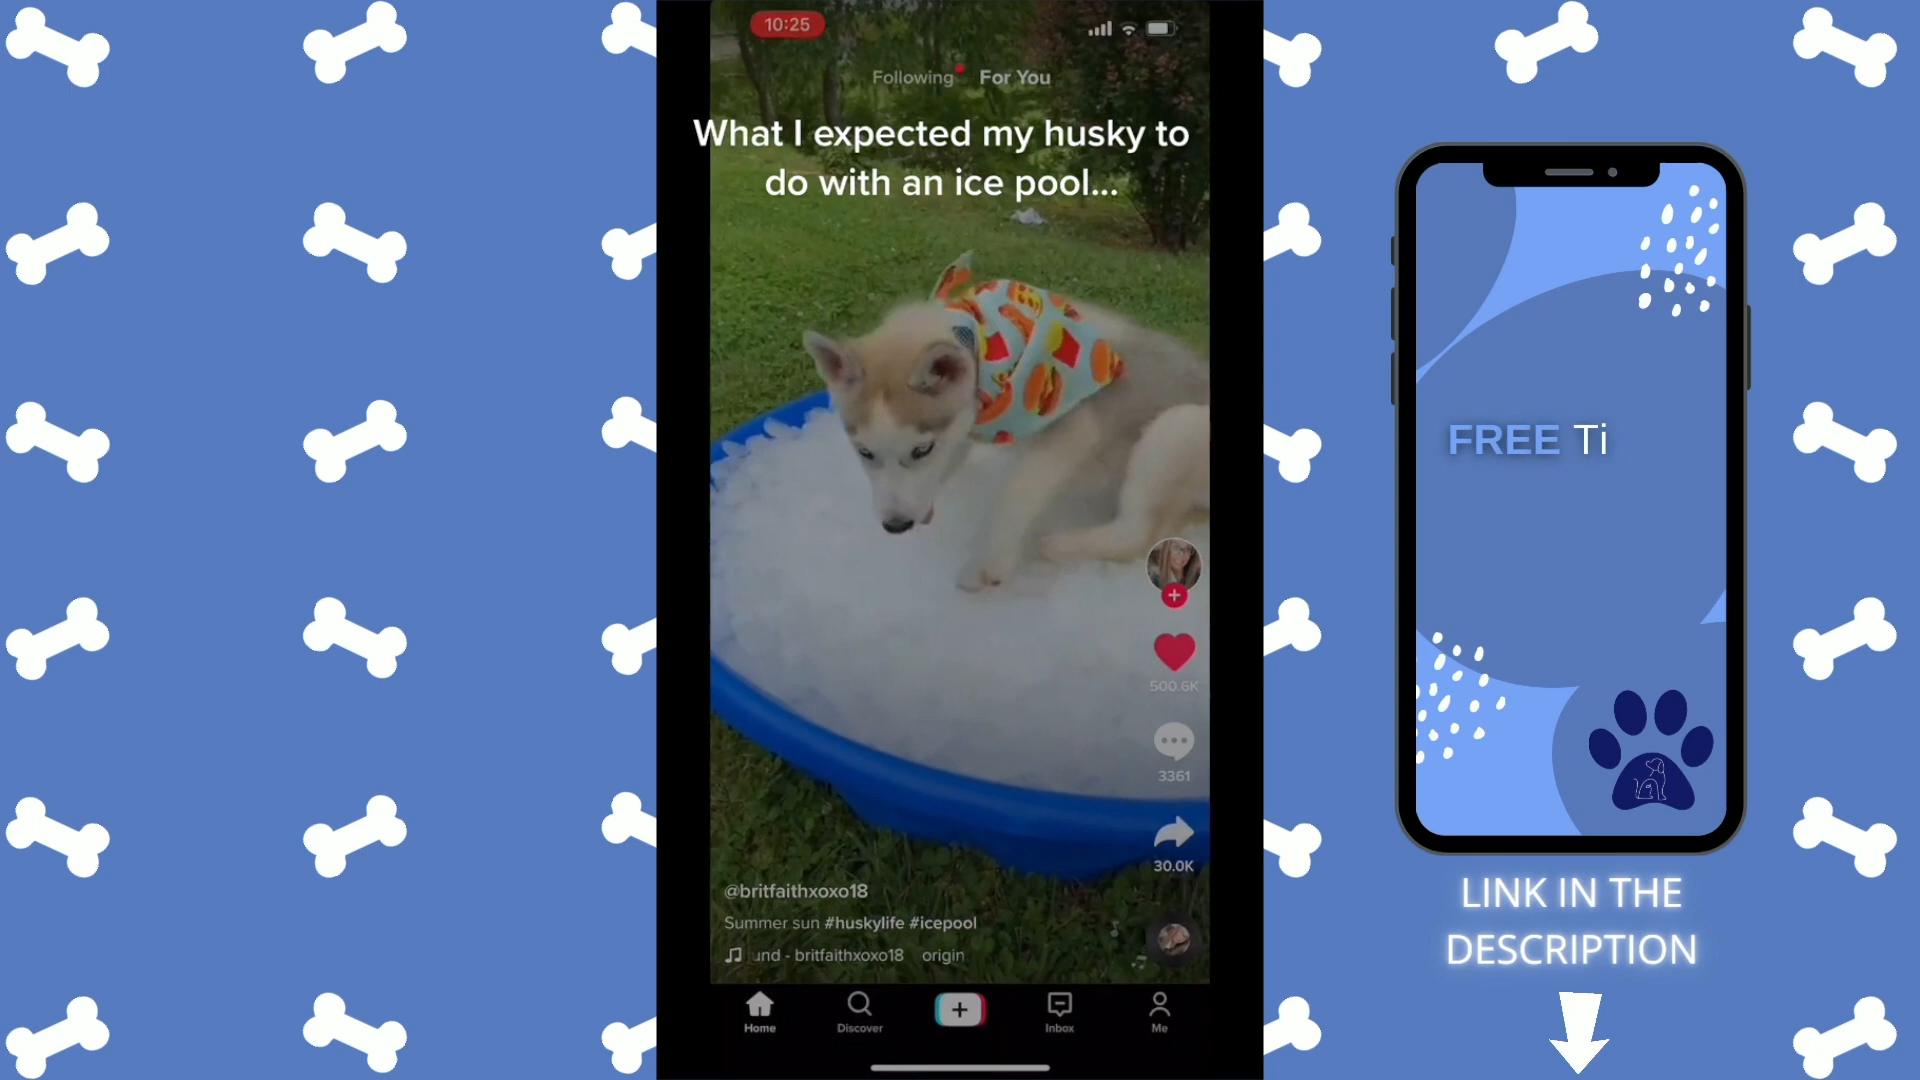 10:25
Following For You
What I expected my husky to
do with an ice pool...
500.6K
3361
30.0K
@britfaithxoxo18
Summer sun #huskylife #icepool
und - britfaithxoxo18 origin
Home Discover Inbox Me
FREE Ti
LINK IN THE
DESCRIPTION